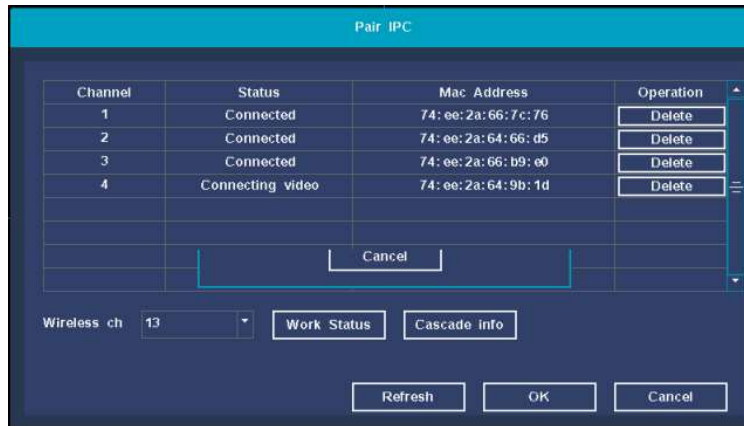 Pair IPC
Channel Status Mac Address Operation
1 Connected 74:ee:2a:66:7c:76 Delete
2 Connected 74:ee:2a:64:66:d5 Delete
3 Connected 74:ee:2a:66:b9:e0 Delete
4 Connecting video 74:ee:2a:64:9b:1d Delete
Cancel
Wireless ch 13 Work Status Cascade info
Refresh OK Cancel